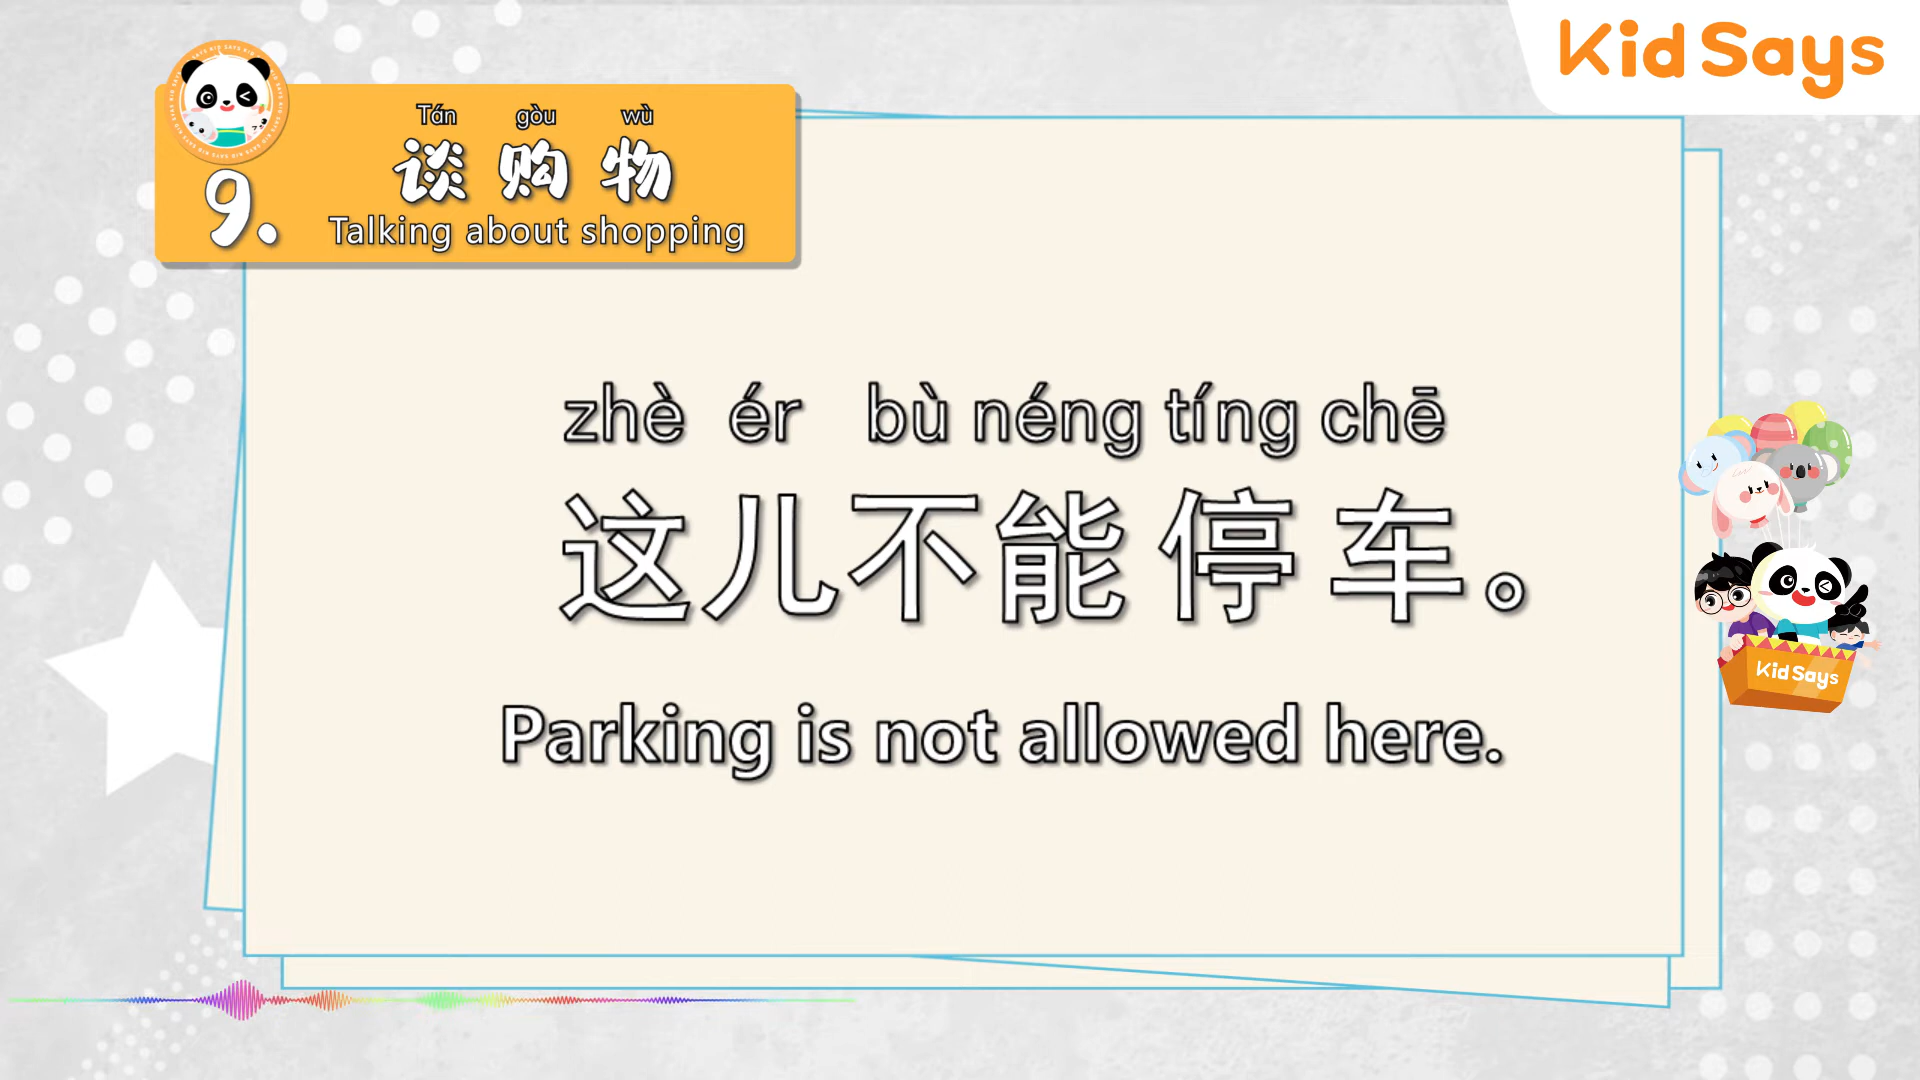 Kid Says
Tán gòu wù
谈购物
9.
Talking about shopping
zhè ér bù néng tíng chē
这儿不能停车。
Parking is not allowed here.
Kid Says